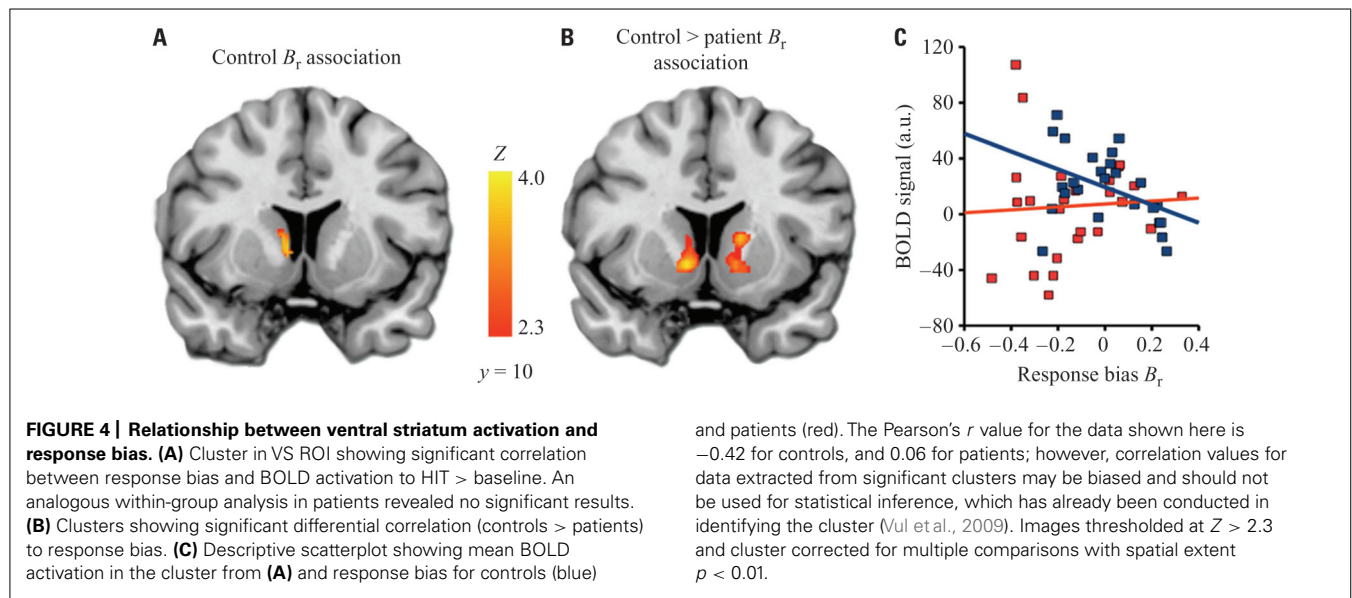 A
Control Br association
B
Control > patient Br
association
C
Z
4.0
2.3
y = 10
120
80
40
0
−40
−80
BOLD signal (a.u.)
−0.6 −0.4 −0.2 0 0.2 0.4
Response bias Br
FIGURE 4 | Relationship between ventral striatum activation and
response bias. (A) Cluster in VS ROI showing significant correlation
between response bias and BOLD activation to HIT > baseline. An
analogous within-group analysis in patients revealed no significant results.
(B) Clusters showing significant differential correlation (controls > patients)
to response bias. (C) Descriptive scatterplot showing mean BOLD
activation in the cluster from (A) and response bias for controls (blue)
and patients (red). The Pearson's r value for the data shown here is
−0.42 for controls, and 0.06 for patients; however, correlation values for
data extracted from significant clusters may be biased and should not
be used for statistical inference, which has already been conducted in
identifying the cluster (Vul et al., 2009). Images thresholded at Z > 2.3
and cluster corrected for multiple comparisons with spatial extent
p < 0.01.